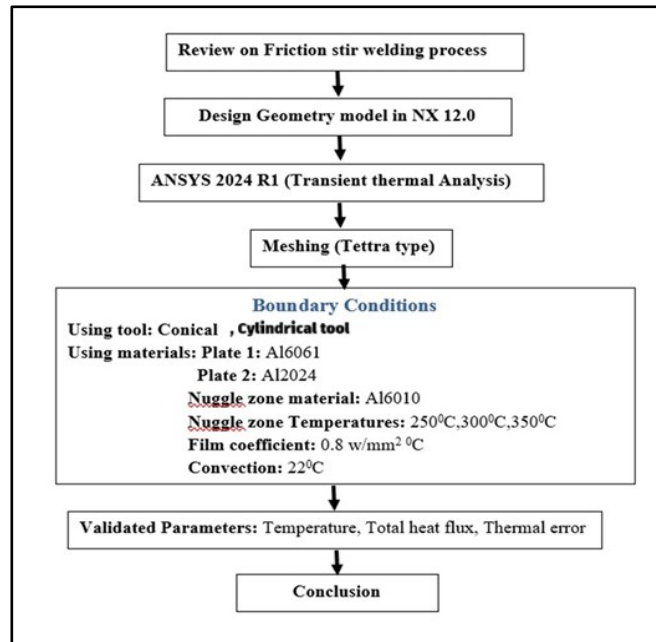 Review on Friction stir welding process
Design Geometry model in NX 12.0
ANSYS 2024 R1 (Transient thermal Analysis)
Meshing (Tettra type)
Boundary Conditions
Using tool: Conical , Cylindrical tool
Using materials: Plate 1: Al6061
Plate 2: Al2024
Nuggle zone material: Al6010
Nuggle zone Temperatures: 250⁰C,300⁰C,350⁰C
Film coefficient: 0.8 w/mm² ⁰C
Convection: 22⁰C
Validated Parameters: Temperature, Total heat flux, Thermal error
Conclusion